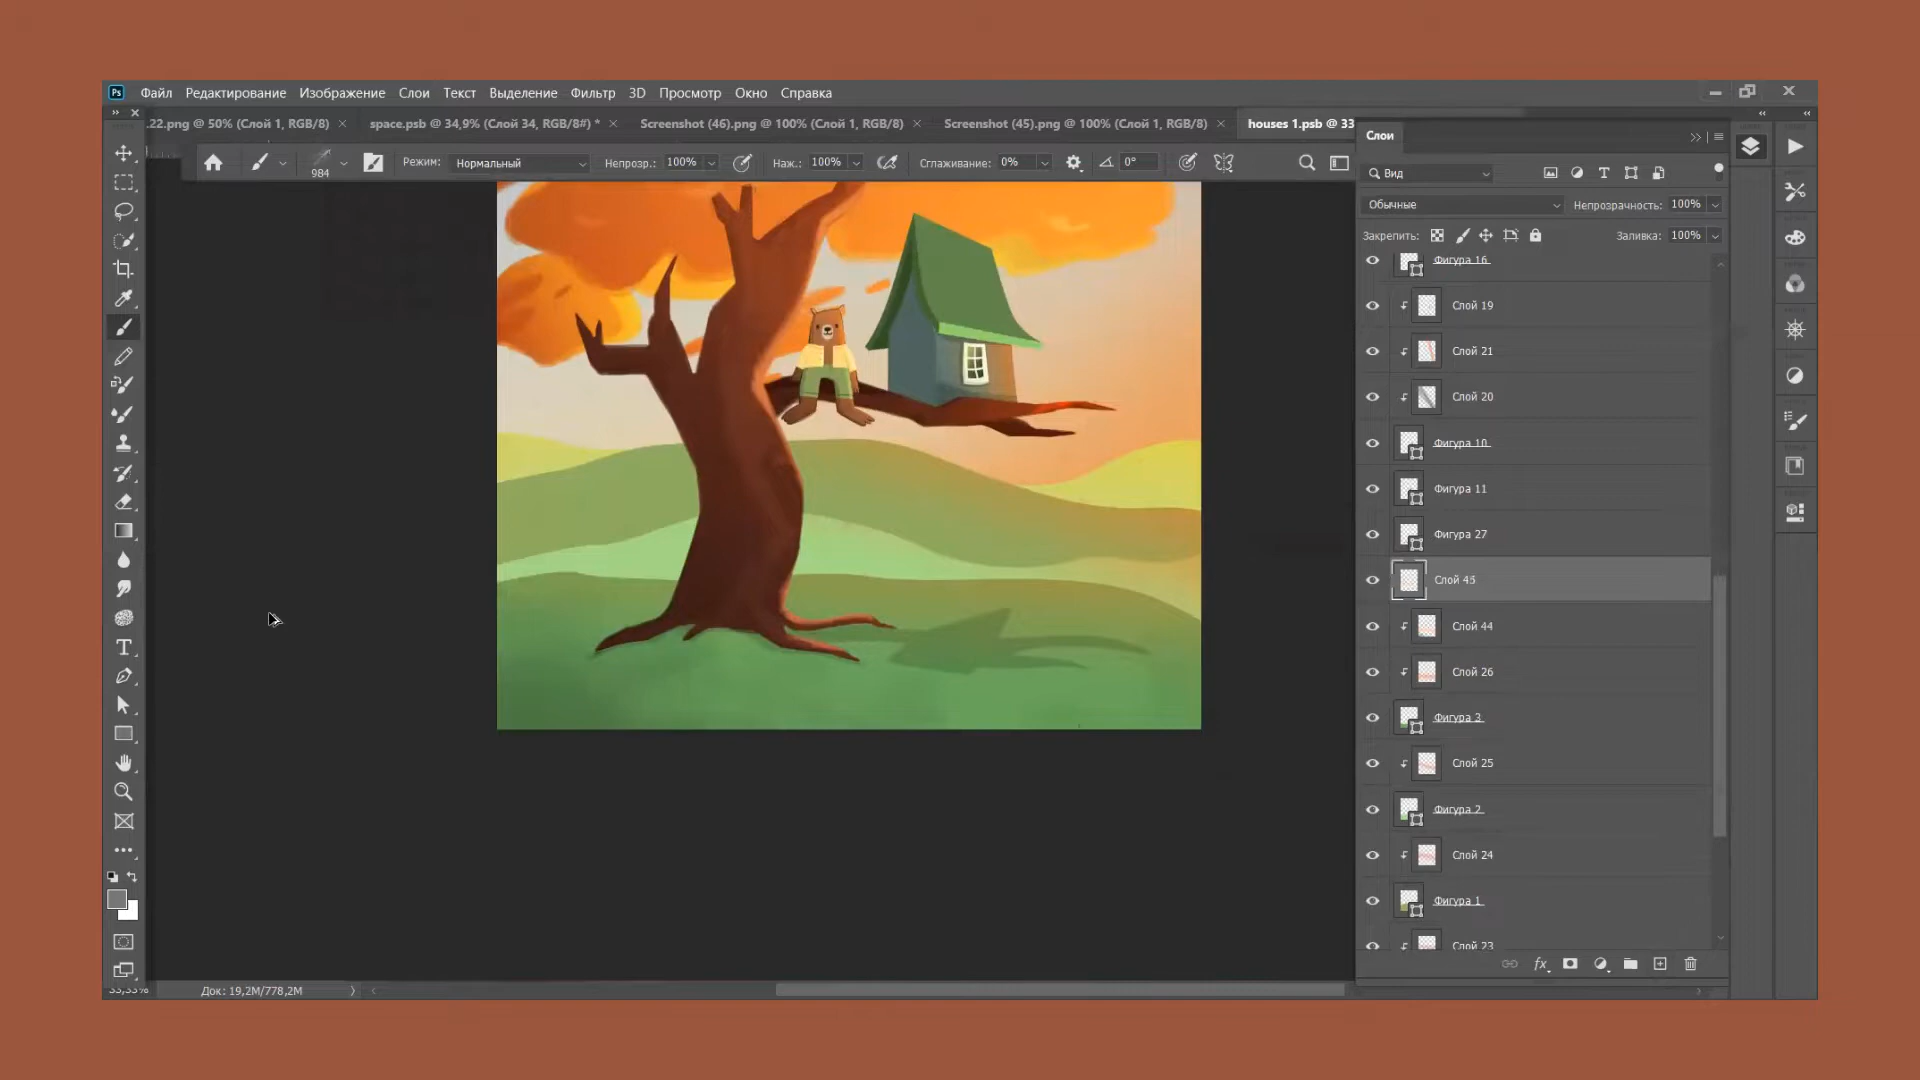 Ps Файл Редактирование Изображение Слои Текст Выделение Фильтр 3D Просмотр Окно Справка
.22.png @ 50% (Слой 1, RGB/8) space.psb @ 34,9% (Слой 34, RGB/8#) * Screenshot (46).png @ 100% (Слой 1, RGB/8) Screenshot (45).png @ 100% (Слой 1, RGB/8) houses 1.psb @ 33
984 Режим: Нормальный Непрозр.: 100% Наж.: 100% Сглаживание: 0% 0°
Слои
Вид
Обычные Непрозрачность: 100%
Закрепить: Заливка: 100%
Фигура 16
Слой 19
Слой 21
Слой 20
Фигура 10
Фигура 11
Фигура 27
Слой 45
Слой 44
Слой 26
Фигура 3
Слой 25
Фигура 2
Слой 24
Фигура 1
Слой 23
fx
33,33% Док: 19,2M/778,2M